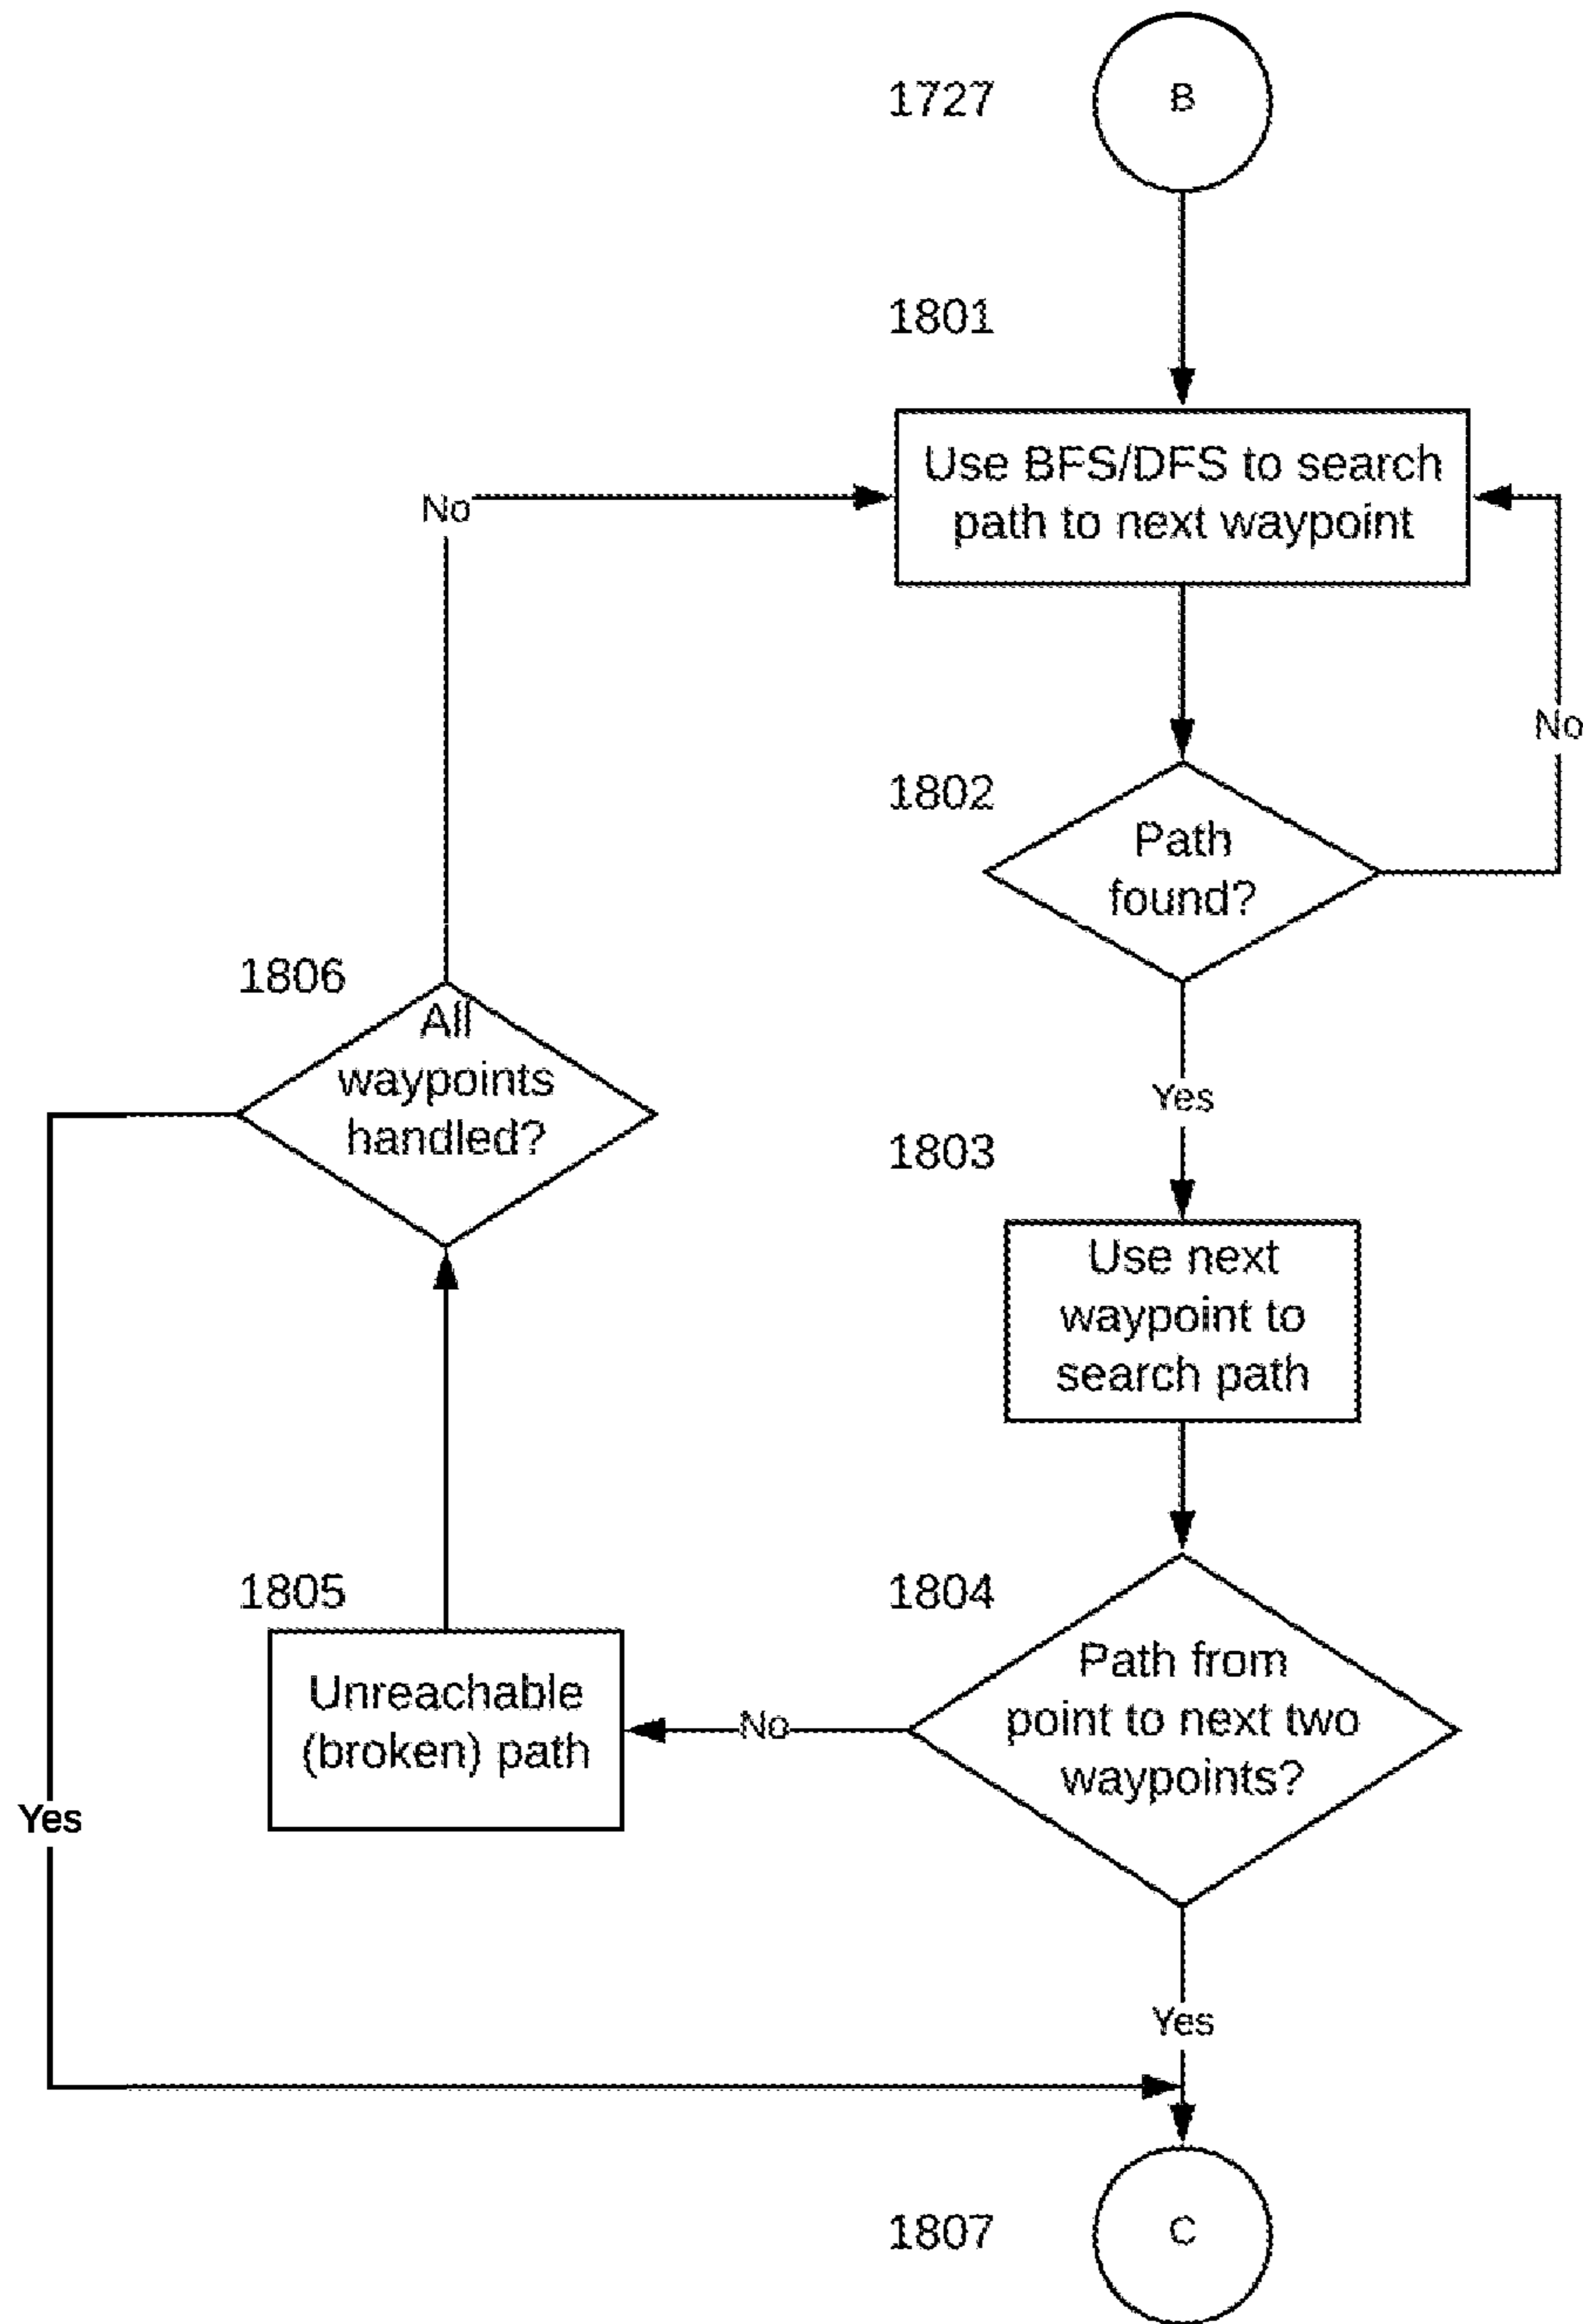 1727
B
1801
Use BFS/DFS to search
path to next waypoint
No
No
1802
Path
found?
1806
All
waypoints
handled?
Yes
1803
Use next
waypoint to
search path
1805
Unreachable
(broken) path
No
1804
Path from
point to next two
waypoints?
Yes
Yes
1807
C